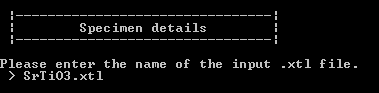 |--------------------------------|
|        Specimen details        |
|--------------------------------|
Please enter the name of the input .xtl file.
> SrTiO3.xtl